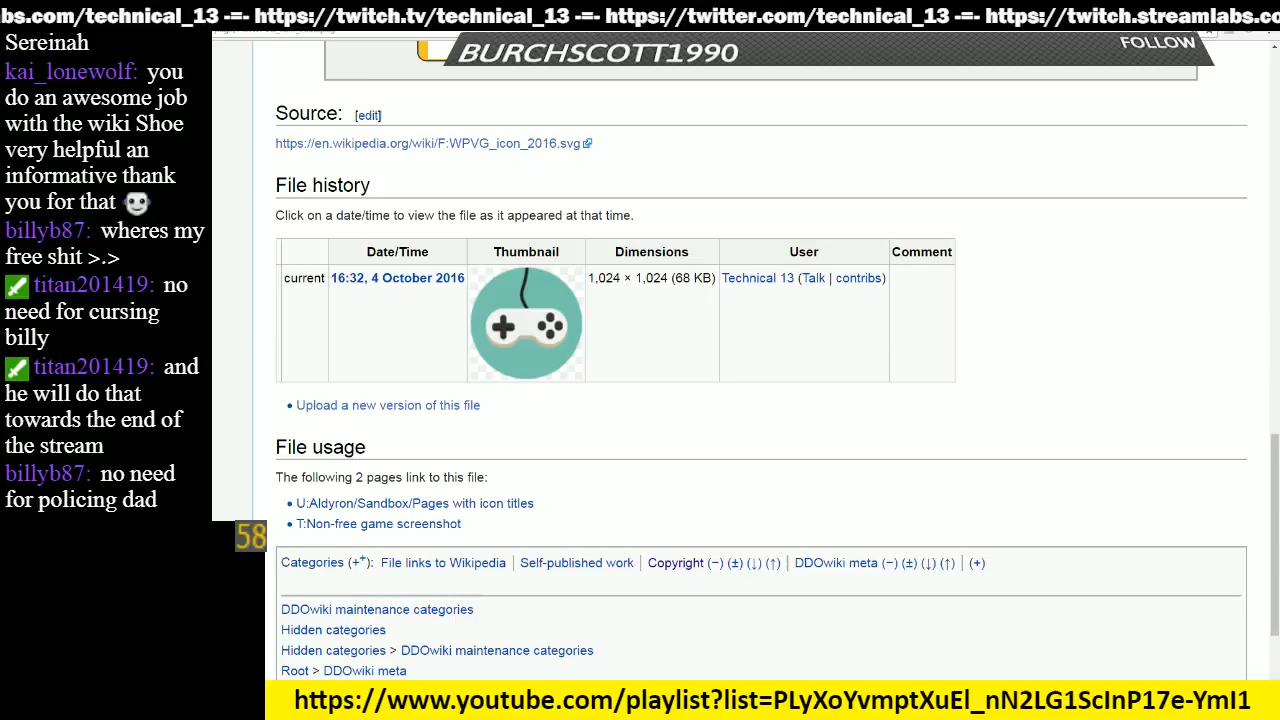 bs.com/technical_13 -=- https://twitch.tv/technical_13 -=- https://twitter.com/technical_13 -=- https://twitch.streamlabs.co
Sereinah
kai_lonewolf: you
do an awesome job
with the wiki Shoe
very helpful an
informative thank
you for that
billyb87: wheres my
free shit >.>
titan201419: no
need for cursing
billy
titan201419: and
he will do that
towards the end of
the stream
billyb87: no need
for policing dad
58
BURCHSCOTT1990
FOLLOW
Source: [edit]
https://en.wikipedia.org/wiki/F:WPVG_icon_2016.svg
File history
Click on a date/time to view the file as it appeared at that time.
Date/Time Thumbnail Dimensions User Comment
current 16:32, 4 October 2016 1,024 × 1,024 (68 KB) Technical 13 (Talk | contribs)
• Upload a new version of this file
File usage
The following 2 pages link to this file:
• U:Aldyron/Sandbox/Pages with icon titles
• T:Non-free game screenshot
Categories (+⁺): File links to Wikipedia | Self-published work | Copyright (−) (±) (↓) (↑) | DDOwiki meta (−) (±) (↓) (↑) | (+)
DDOwiki maintenance categories
Hidden categories
Hidden categories > DDOwiki maintenance categories
Root > DDOwiki meta
https://www.youtube.com/playlist?list=PLyXoYvmptXuEl_nN2LG1ScInP17e-YmI1